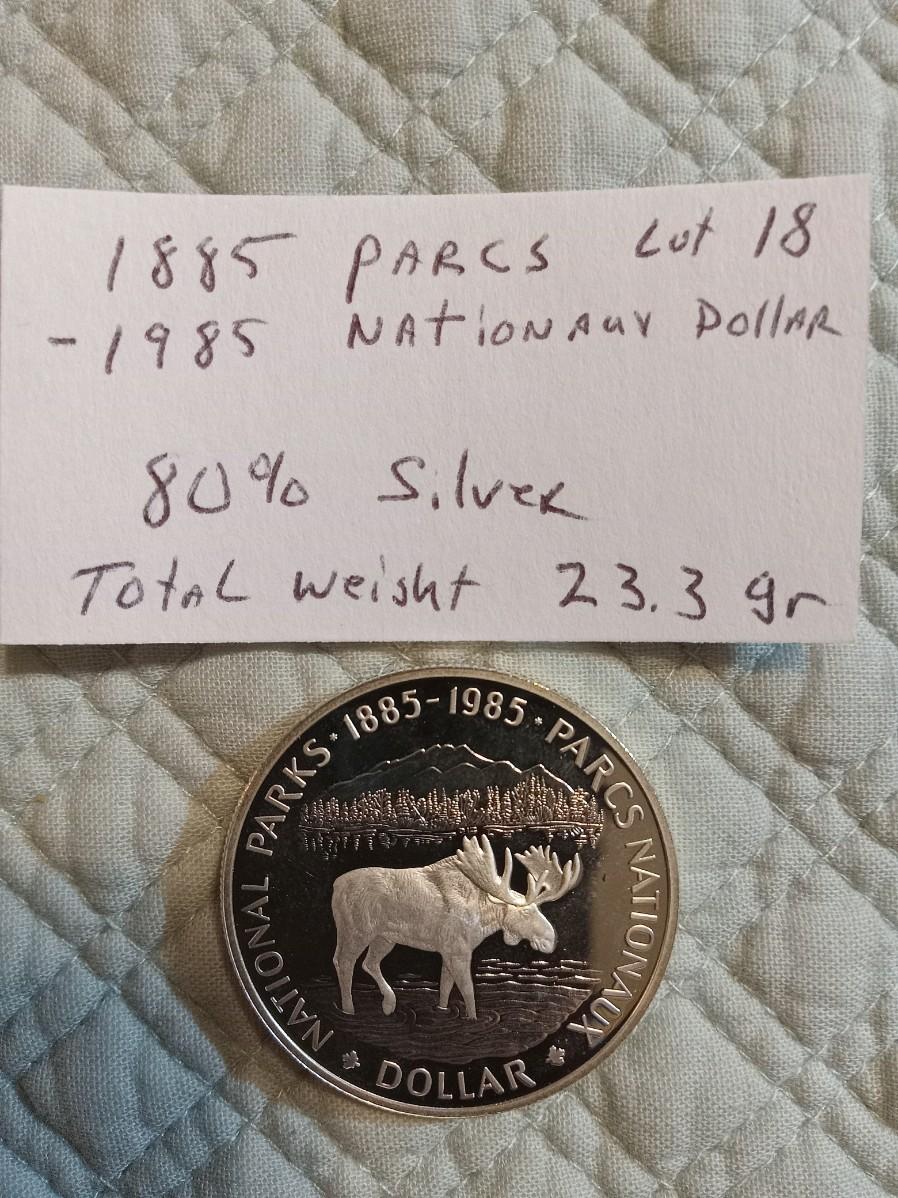 1885 PARCS Lot 18
-1985 NAtioNAux DollAR
80% Silver
TotAL weight 23.3 gr
NATIONAL PARKS · 1885-1985 · PARCS NATIONAUX
DOLLAR